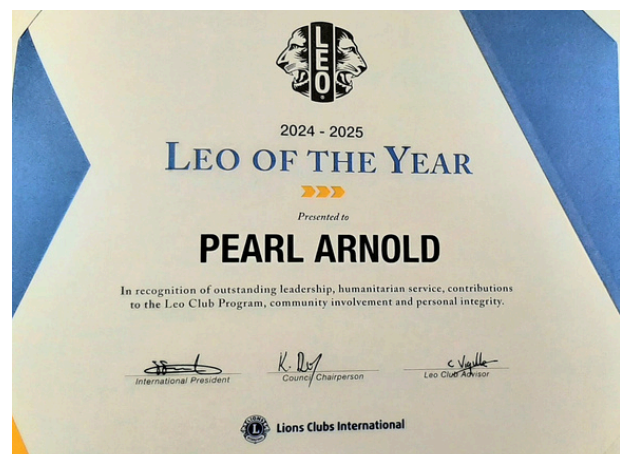 LEO
2024 - 2025
LEO OF THE YEAR
Presented to
PEARL ARNOLD
In recognition of outstanding leadership, humanitarian service, contributions
to the Leo Club Program, community involvement and personal integrity.
K.
C Vgulle
International President
Council Chairperson
Leo Club Advisor
LIONS
L
Lions Clubs International